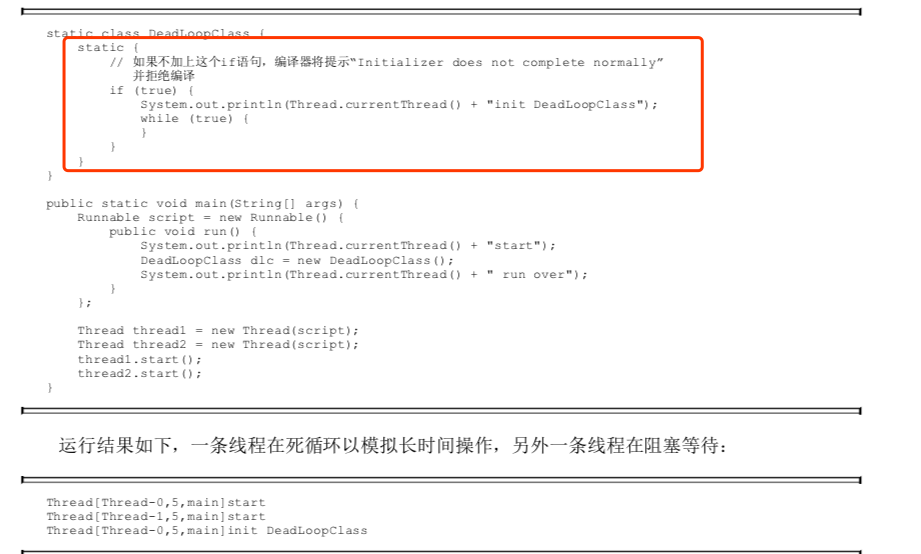 static class DeadLoopClass {
static {
// 如果不加上这个if语句，编译器将提示“Initializer does not complete normally”
并拒绝编译
if (true) {
System.out.println(Thread.currentThread() + "init DeadLoopClass");
while (true) {
}
}
}
}
public static void main(String[] args) {
Runnable script = new Runnable() {
public void run() {
System.out.println(Thread.currentThread() + "start");
DeadLoopClass dlc = new DeadLoopClass();
System.out.println(Thread.currentThread() + " run over");
}
};
Thread thread1 = new Thread(script);
Thread thread2 = new Thread(script);
thread1.start();
thread2.start();
}
运行结果如下，一条线程在死循环以模拟长时间操作，另外一条线程在阻塞等待：
Thread[Thread-0,5,main]start
Thread[Thread-1,5,main]start
Thread[Thread-0,5,main]init DeadLoopClass